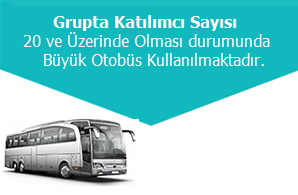 Grupta Katılımcı Sayısı
20 ve Üzerinde Olması durumunda
Büyük Otobüs Kullanılmaktadır.